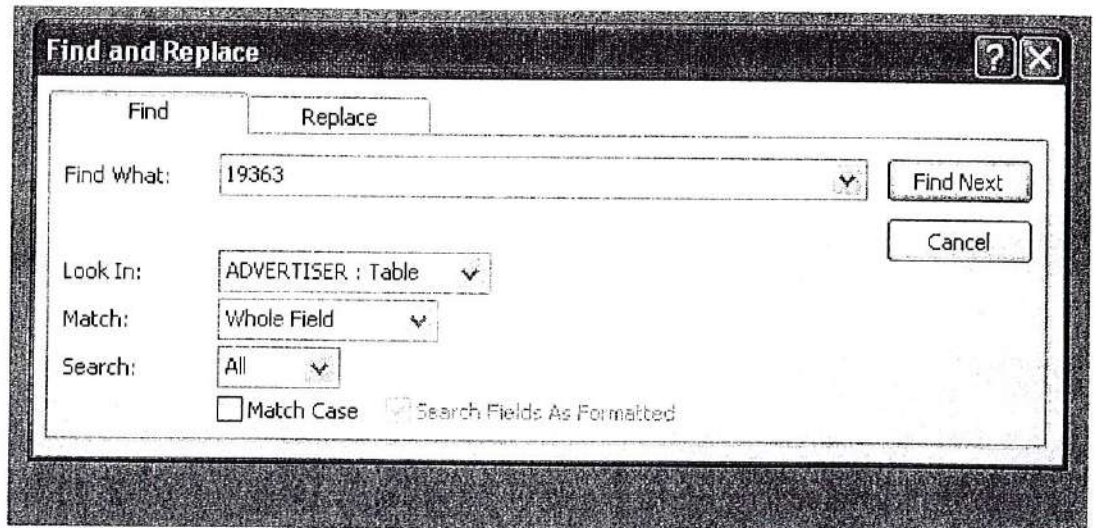 Find and Replace
Find Replace
Find What: 19363 Find Next
Cancel
Look In: ADVERTISER : Table
Match: Whole Field
Search: All
Match Case Search Fields As Formatted